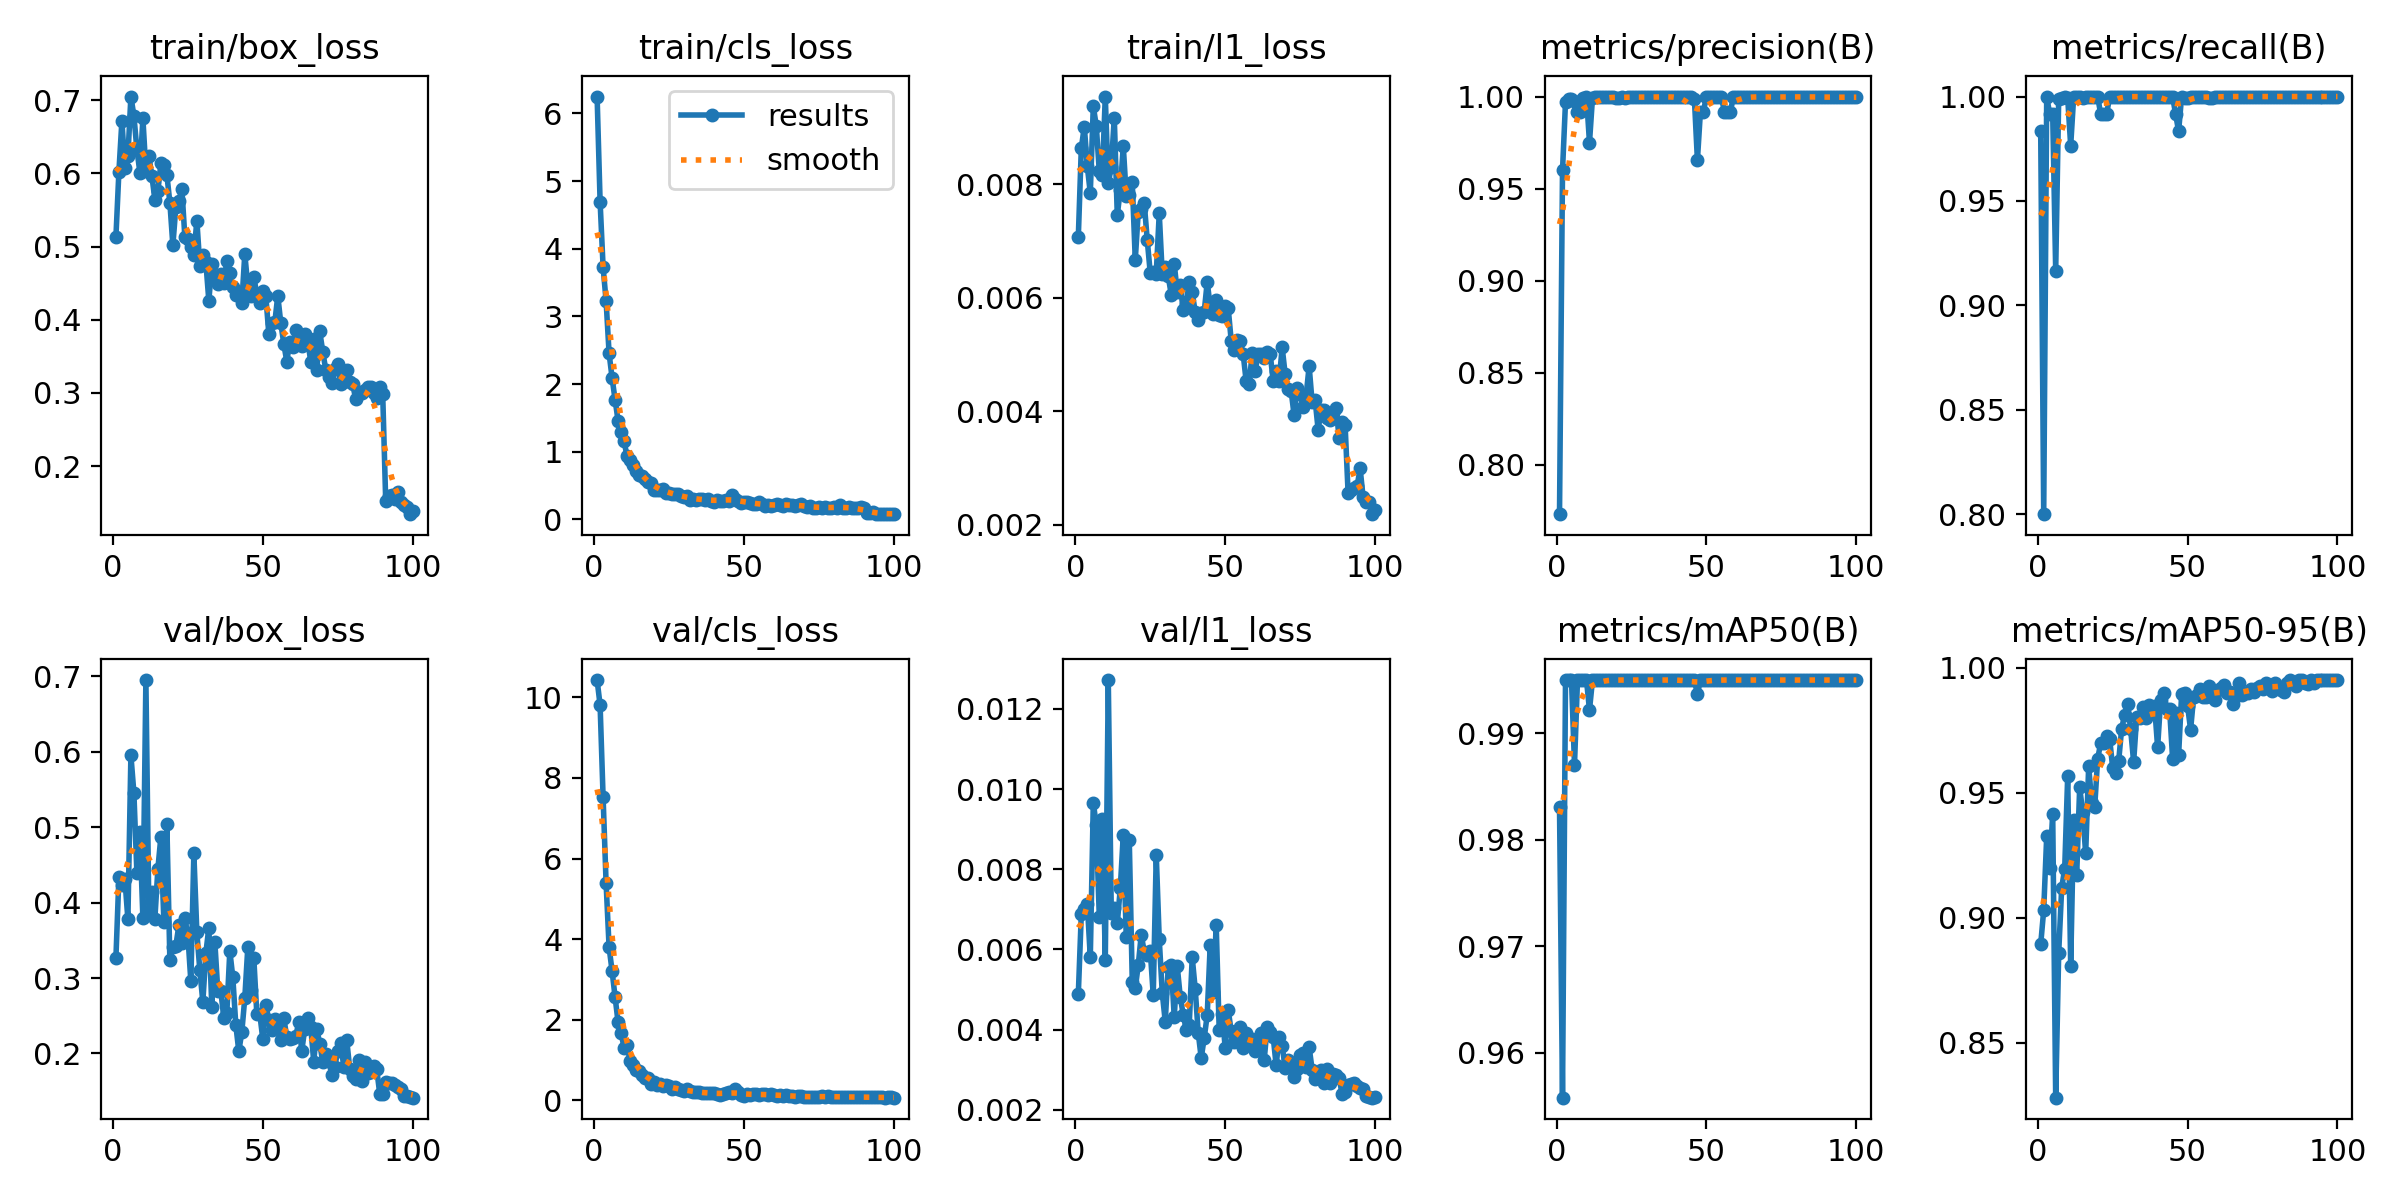 train/box_loss
0.7
0.6
0.5
0.4
0.3
0.2
0 50 100
train/cls_loss
results
smooth
6
5
4
3
2
1
0
0 50 100
train/l1_loss
0.008
0.006
0.004
0.002
0 50 100
metrics/precision(B)
1.00
0.95
0.90
0.85
0.80
0 50 100
metrics/recall(B)
1.00
0.95
0.90
0.85
0.80
0 50 100
val/box_loss
0.7
0.6
0.5
0.4
0.3
0.2
0 50 100
val/cls_loss
10
8
6
4
2
0
0 50 100
val/l1_loss
0.012
0.010
0.008
0.006
0.004
0.002
0 50 100
metrics/mAP50(B)
0.99
0.98
0.97
0.96
0 50 100
metrics/mAP50-95(B)
1.00
0.95
0.90
0.85
0 50 100